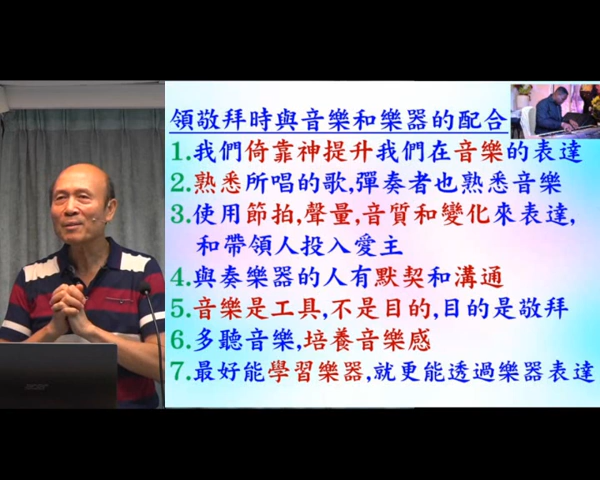 領敬拜時與音樂和樂器的配合
1.我們倚靠神提升我們在音樂的表達
2.熟悉所唱的歌,彈奏者也熟悉音樂
3.使用節拍,聲量,音質和變化來表達,
和帶領人投入愛主
4.與奏樂器的人有默契和溝通
5.音樂是工具,不是目的,目的是敬拜
6.多聽音樂,培養音樂感
7.最好能學習樂器,就更能透過樂器表達
acer